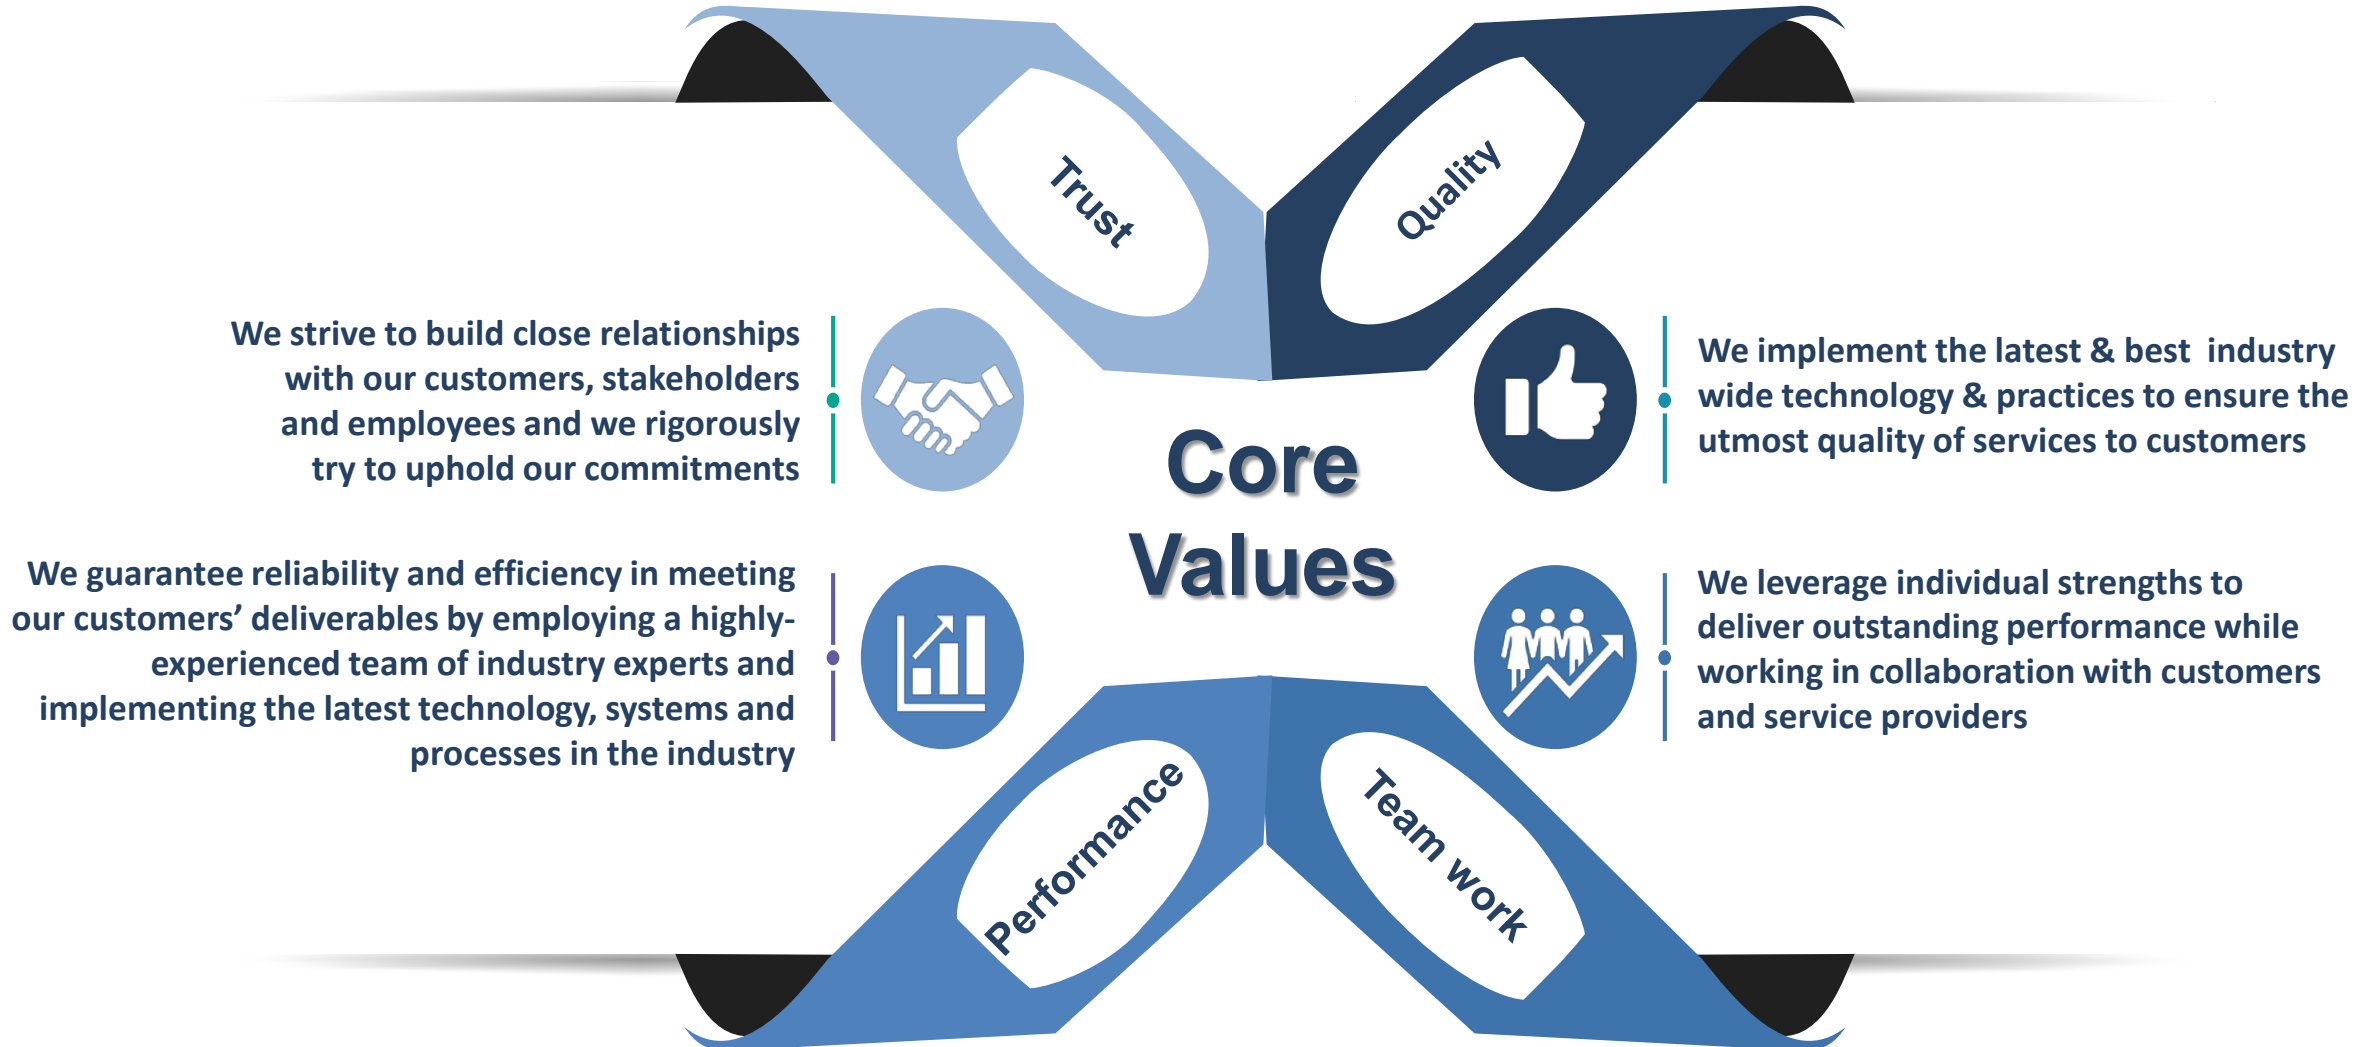 Trust
Quality
We strive to build close relationships
with our customers, stakeholders
and employees and we rigorously
try to uphold our commitments
We implement the latest & best  industry
wide technology & practices to ensure the
utmost quality of services to customers
Core
Values
We guarantee reliability and efficiency in meeting
our customers’ deliverables by employing a highly-
experienced team of industry experts and
implementing the latest technology, systems and
processes in the industry
We leverage individual strengths to
deliver outstanding performance while
working in collaboration with customers
and service providers
Performance
Team work